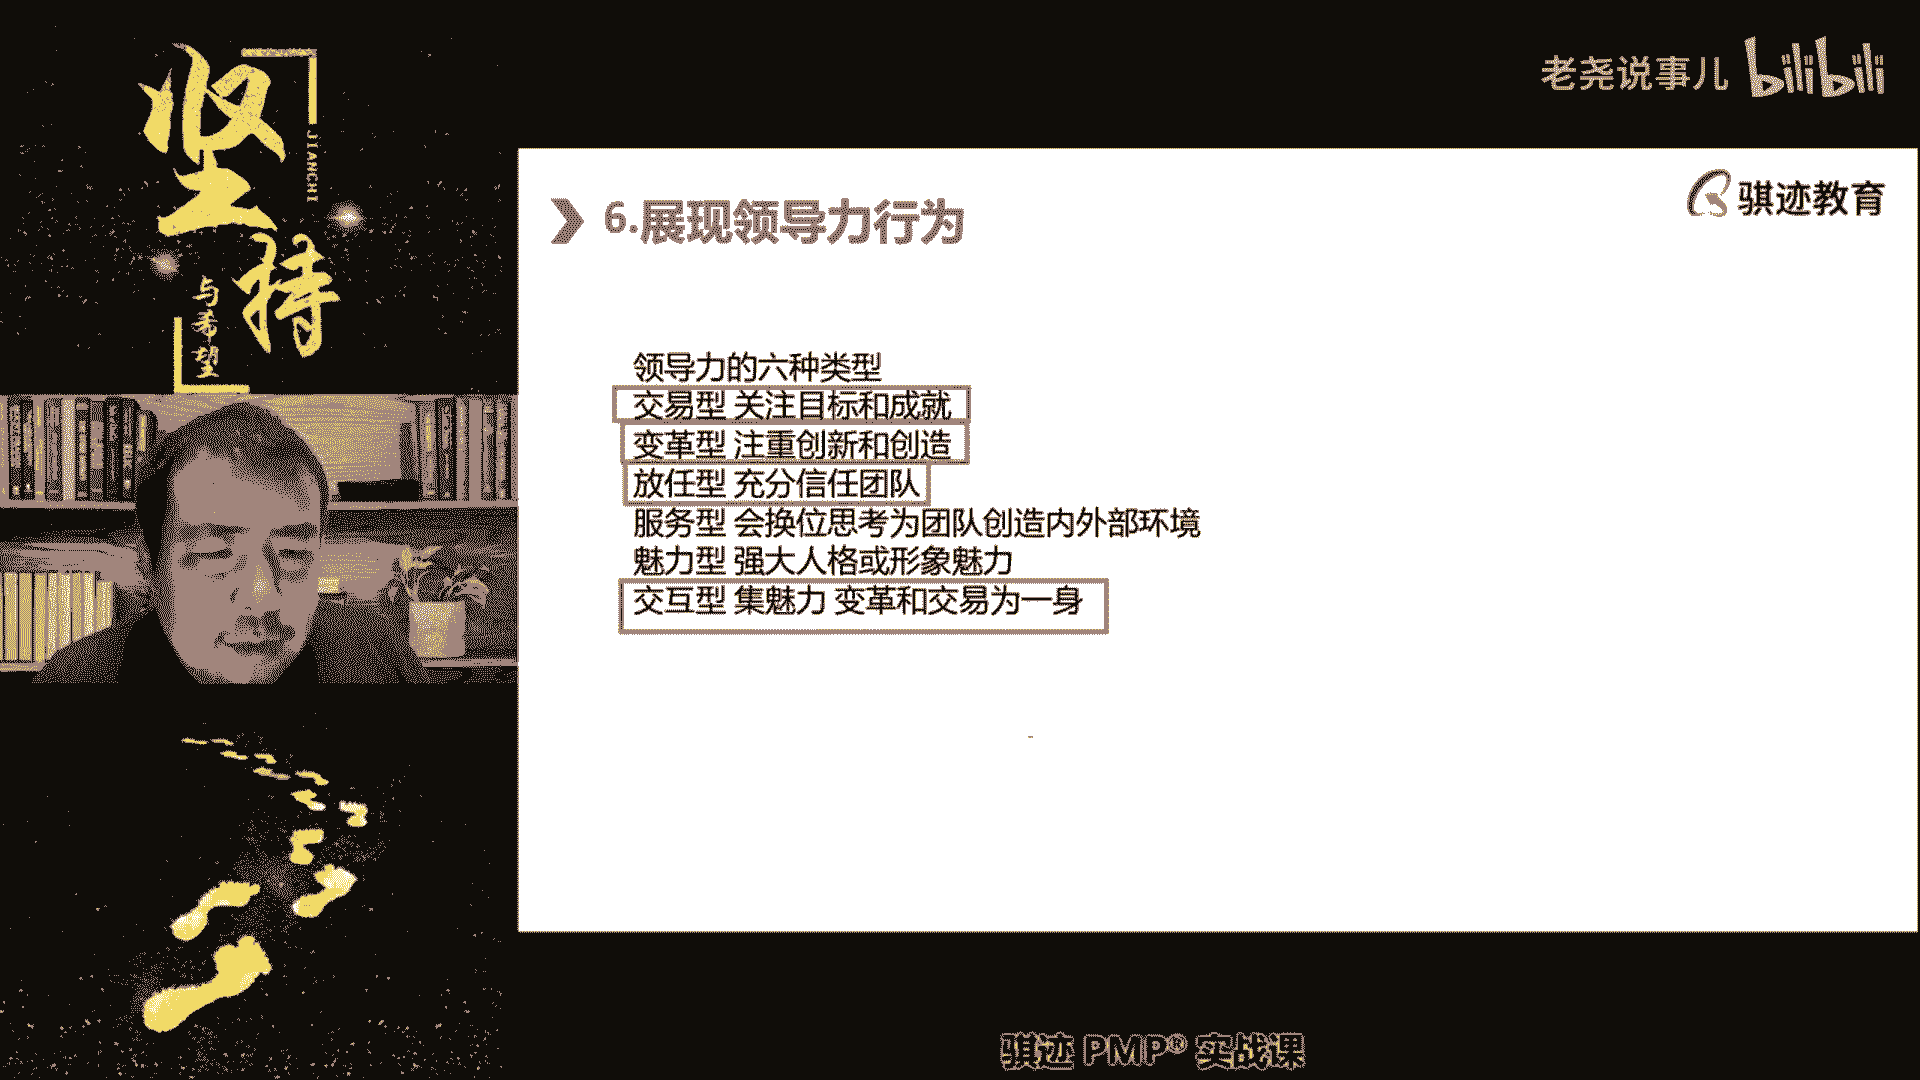 坚持
JIANCHI
与希望
老尧说事儿 bilibili
骐迹教育
6.展现领导力行为
领导力的六种类型
交易型 关注目标和成就
变革型 注重创新和创造
放任型 充分信任团队
服务型 会换位思考为团队创造内外部环境
魅力型 强大人格或形象魅力
交互型 集魅力 变革和交易为一身
骐迹 PMP® 实战课